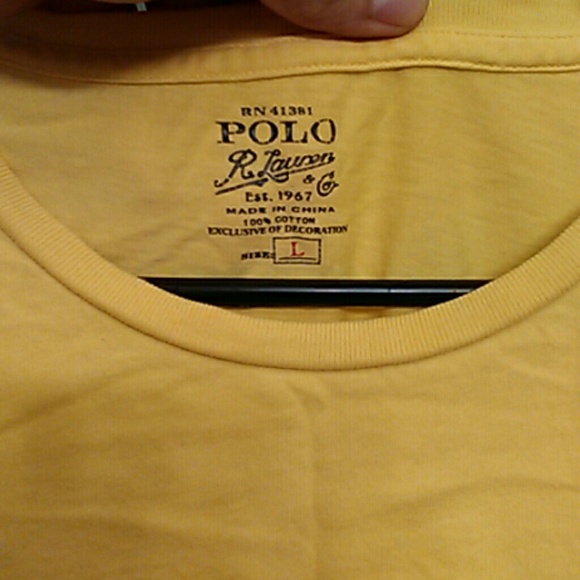 RN 41381
POLO
R. Lauren
& Co
EST. 1967
MADE IN CHINA
100% COTTON
EXCLUSIVE OF DECORATION
SIZE: L